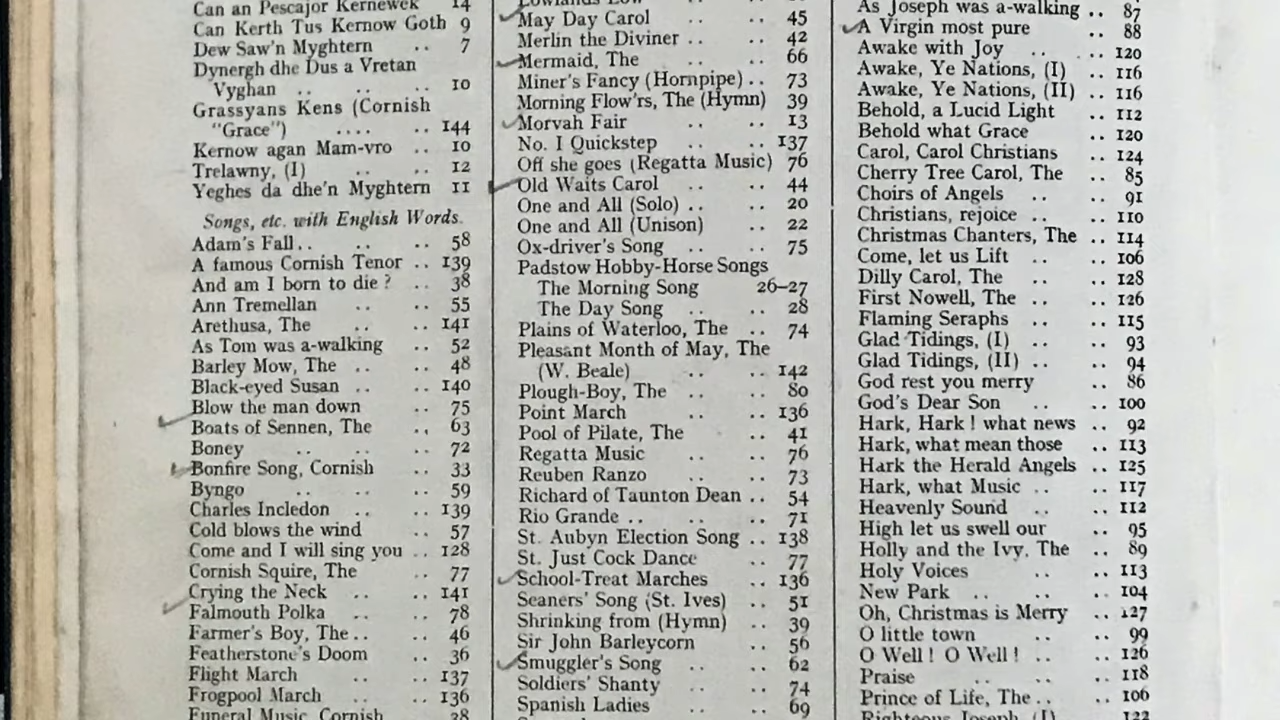 Can an Pescajor Kernewek 14
Can Kerth Tus Kernow Goth 9
Dew Saw'n Myghtern .. 7
Dynergh dhe Dus a Vretan
Vyghan .. .. .. 10
Grassyans Kens (Cornish
"Grace") .... .. 144
Kernow agan Mam-vro .. 10
Trelawny, (I) .. .. 12
Yeghes da dhe'n Myghtern 11
Songs, etc. with English Words.
Adam's Fall .. .. .. 58
A famous Cornish Tenor .. 139
And am I born to die ? .. 38
Ann Tremellan .. .. 55
Arethusa, The .. .. 141
As Tom was a-walking .. 52
Barley Mow, The .. .. 48
Black-eyed Susan .. .. 140
Blow the man down .. 75
Boats of Sennen, The .. 63
Boney .. .. .. 72
Bonfire Song, Cornish .. 33
Byngo .. .. .. 59
Charles Incledon .. .. 139
Cold blows the wind .. 57
Come and I will sing you .. 128
Cornish Squire, The .. 77
Crying the Neck .. .. 141
Falmouth Polka .. .. 78
Farmer's Boy, The .. .. 46
Featherstone's Doom .. 36
Flight March .. .. 137
Frogpool March .. .. 136
Funeral Music, Cornish 38
Lowlands Low
May Day Carol .. .. 45
Merlin the Diviner .. .. 42
Mermaid, The .. .. 66
Miner's Fancy (Hornpipe) .. 73
Morning Flow'rs, The (Hymn) 39
Morvah Fair .. .. 13
No. 1 Quickstep .. .. 137
Off she goes (Regatta Music) 76
Old Waits Carol .. .. 44
One and All (Solo) .. .. 20
One and All (Unison) .. 22
Ox-driver's Song .. .. 75
Padstow Hobby-Horse Songs
The Morning Song 26–27
The Day Song .. .. 28
Plains of Waterloo, The .. 74
Pleasant Month of May, The
(W. Beale) .. .. 142
Plough-Boy, The .. .. 80
Point March .. .. 136
Pool of Pilate, The .. 41
Regatta Music .. .. 76
Reuben Ranzo .. .. 73
Richard of Taunton Dean .. 54
Rio Grande .. .. .. 71
St. Aubyn Election Song .. 138
St. Just Cock Dance .. 77
School-Treat Marches .. 136
Seaners' Song (St. Ives) .. 51
Shrinking from (Hymn) .. 39
Sir John Barleycorn .. 56
Smuggler's Song .. .. 62
Soldiers' Shanty .. .. 74
Spanish Ladies .. .. 69
As Joseph was a-walking .. 87
A Virgin most pure .. 88
Awake with Joy .. .. 120
Awake, Ye Nations, (I) .. 116
Awake, Ye Nations, (II) .. 116
Behold, a Lucid Light .. 112
Behold what Grace .. 120
Carol, Carol Christians .. 124
Cherry Tree Carol, The .. 85
Choirs of Angels .. .. 91
Christians, rejoice .. .. 110
Christmas Chanters, The .. 114
Come, let us Lift .. .. 106
Dilly Carol, The .. .. 128
First Nowell, The .. .. 126
Flaming Seraphs .. .. 115
Glad Tidings, (I) .. .. 93
Glad Tidings, (II) .. .. 94
God rest you merry .. 86
God's Dear Son .. .. 100
Hark, Hark ! what news .. 92
Hark, what mean those .. 113
Hark the Herald Angels .. 125
Hark, what Music .. .. 117
Heavenly Sound .. .. 112
High let us swell our .. 95
Holly and the Ivy, The .. 89
Holy Voices .. .. 113
New Park .. .. .. 104
Oh, Christmas is Merry .. 127
O little town .. .. 99
O Well ! O Well ! .. .. 126
Praise .. .. .. 118
Prince of Life, The .. .. 106
Righteous Joseph, (I) .. 122